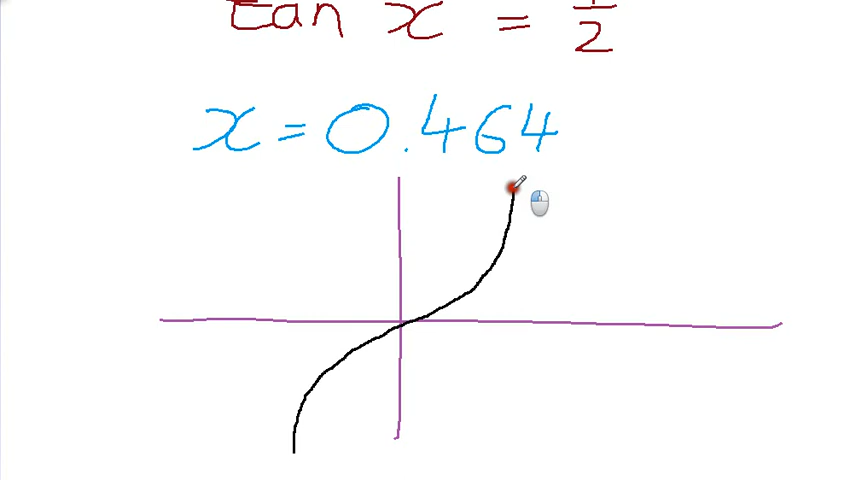 tan x = 1/2
x = 0.464